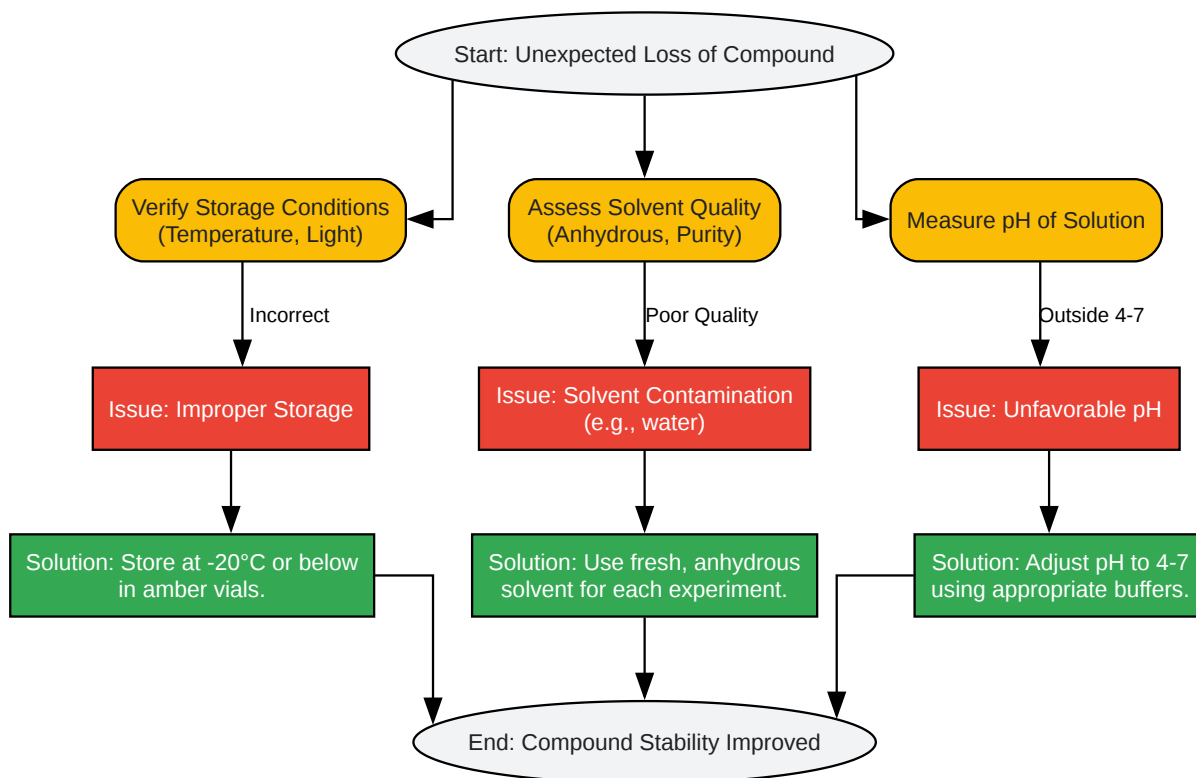 Start: Unexpected Loss of Compound
Verify Storage Conditions
(Temperature, Light)
Assess Solvent Quality
(Anhydrous, Purity)
Measure pH of Solution
Incorrect
Poor Quality
Outside 4-7
Issue: Improper Storage
Issue: Solvent Contamination
(e.g., water)
Issue: Unfavorable pH
Solution: Store at -20°C or below
in amber vials.
Solution: Use fresh, anhydrous
solvent for each experiment.
Solution: Adjust pH to 4-7
using appropriate buffers.
End: Compound Stability Improved